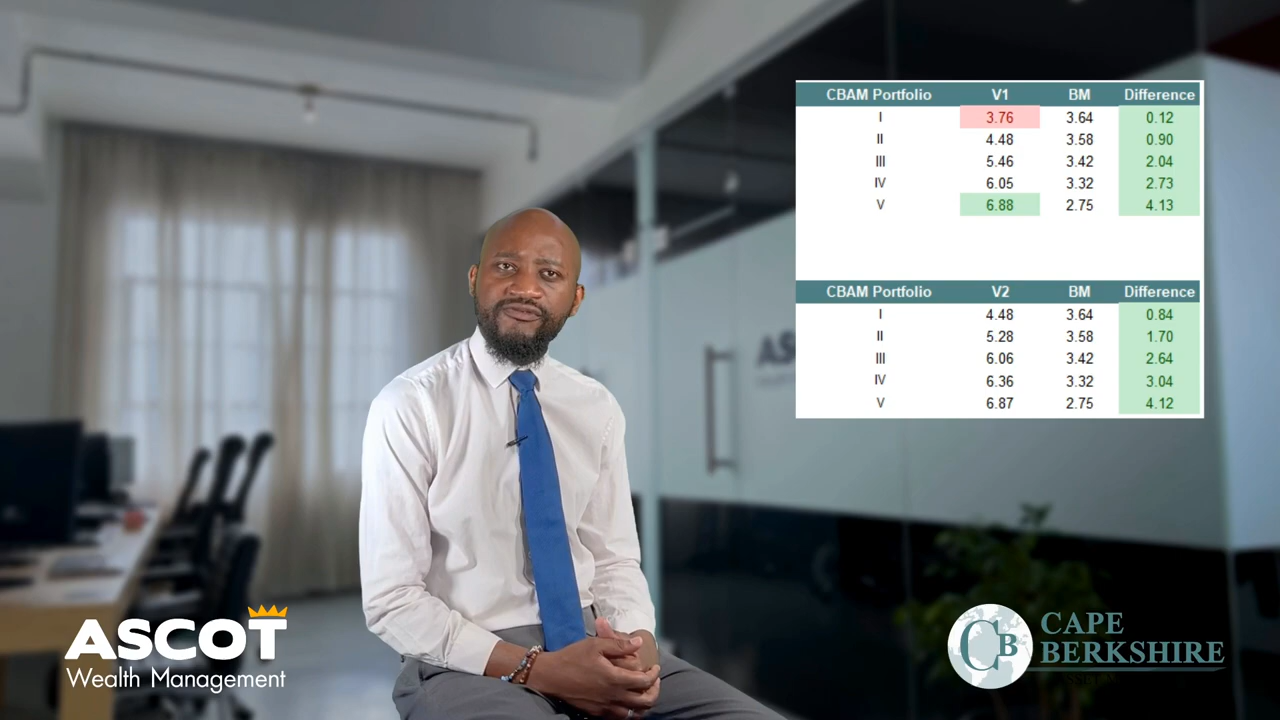 CBAM Portfolio V1 BM Difference
I 3.76 3.64 0.12
II 4.48 3.58 0.90
III 5.46 3.42 2.04
IV 6.05 3.32 2.73
V 6.88 2.75 4.13
CBAM Portfolio V2 BM Difference
I 4.48 3.64 0.84
II 5.28 3.58 1.70
III 6.06 3.42 2.64
IV 6.36 3.32 3.04
V 6.87 2.75 4.12
AS
ASCOT
Wealth Management
CB
CAPE
BERKSHIRE